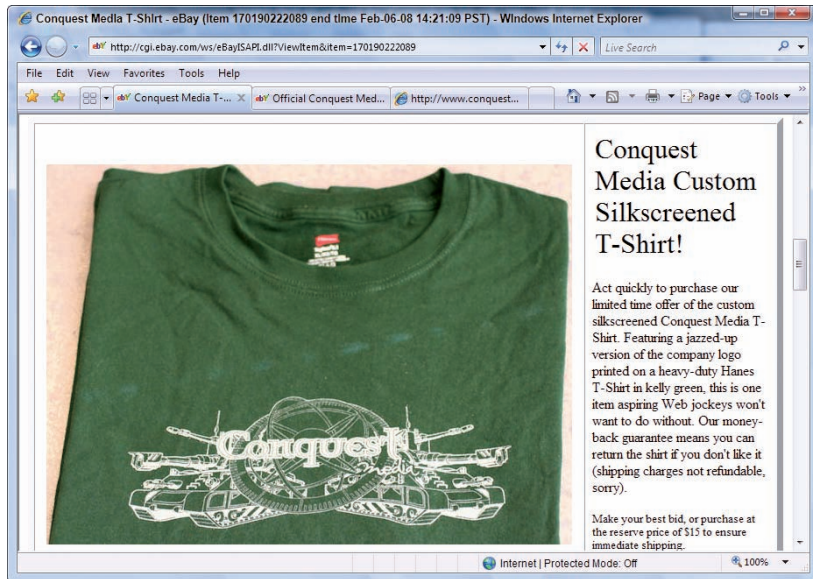 Conquest Media T-Shirt - eBay (item 170190222089 end time Feb-06-08 14:21:09 PST) - Windows Internet Explorer
http://cgi.ebay.com/ws/eBayISAPI.dll?ViewItem&item=170190222089
Live Search
File Edit View Favorites Tools Help
Conquest Media T-... Official Conquest Med... http://www.conquest... Page Tools
Conquest
Media Custom
Silkscreened
T-Shirt!
Act quickly to purchase our
limited time offer of the custom
silkscreened Conquest Media T-
Shirt. Featuring a jazzed-up
version of the company logo
printed on a heavy-duty Hanes
T-Shirt in kelly green, this is one
item aspiring Web jockeys won't
want to do without. Our money-
back guarantee means you can
return the shirt if you don't like it
(shipping charges not refundable,
sorry).
Make your best bid, or purchase at
the reserve price of $15 to ensure
immediate shipping.
Conquest
media
Internet | Protected Mode: Off 100%